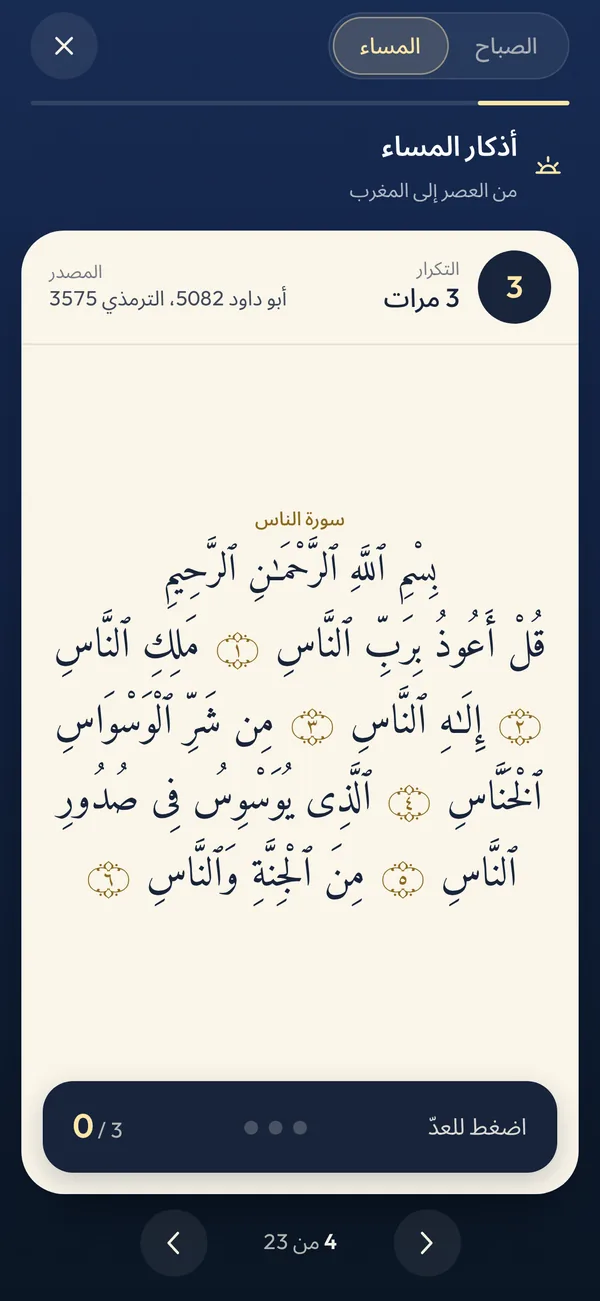 الصباح
المساء
أذكار المساء
من العصر إلى المغرب
3
التكرار
3 مرات
المصدر
أبو داود 5082، الترمذي 3575
سورة الناس
بِسْمِ ٱللَّهِ ٱلرَّحْمَـٰنِ ٱلرَّحِيمِ
قُلْ أَعُوذُ بِرَبِّ ٱلنَّاسِ ١ مَلِكِ ٱلنَّاسِ
٢ إِلَـٰهِ ٱلنَّاسِ ٣ مِن شَرِّ ٱلْوَسْوَاسِ
ٱلْخَنَّاسِ ٤ ٱلَّذِى يُوَسْوِسُ فِى صُدُورِ
ٱلنَّاسِ ٥ مِنَ ٱلْجِنَّةِ وَٱلنَّاسِ ٦
اضغط للعدّ
0 / 3
4 من 23